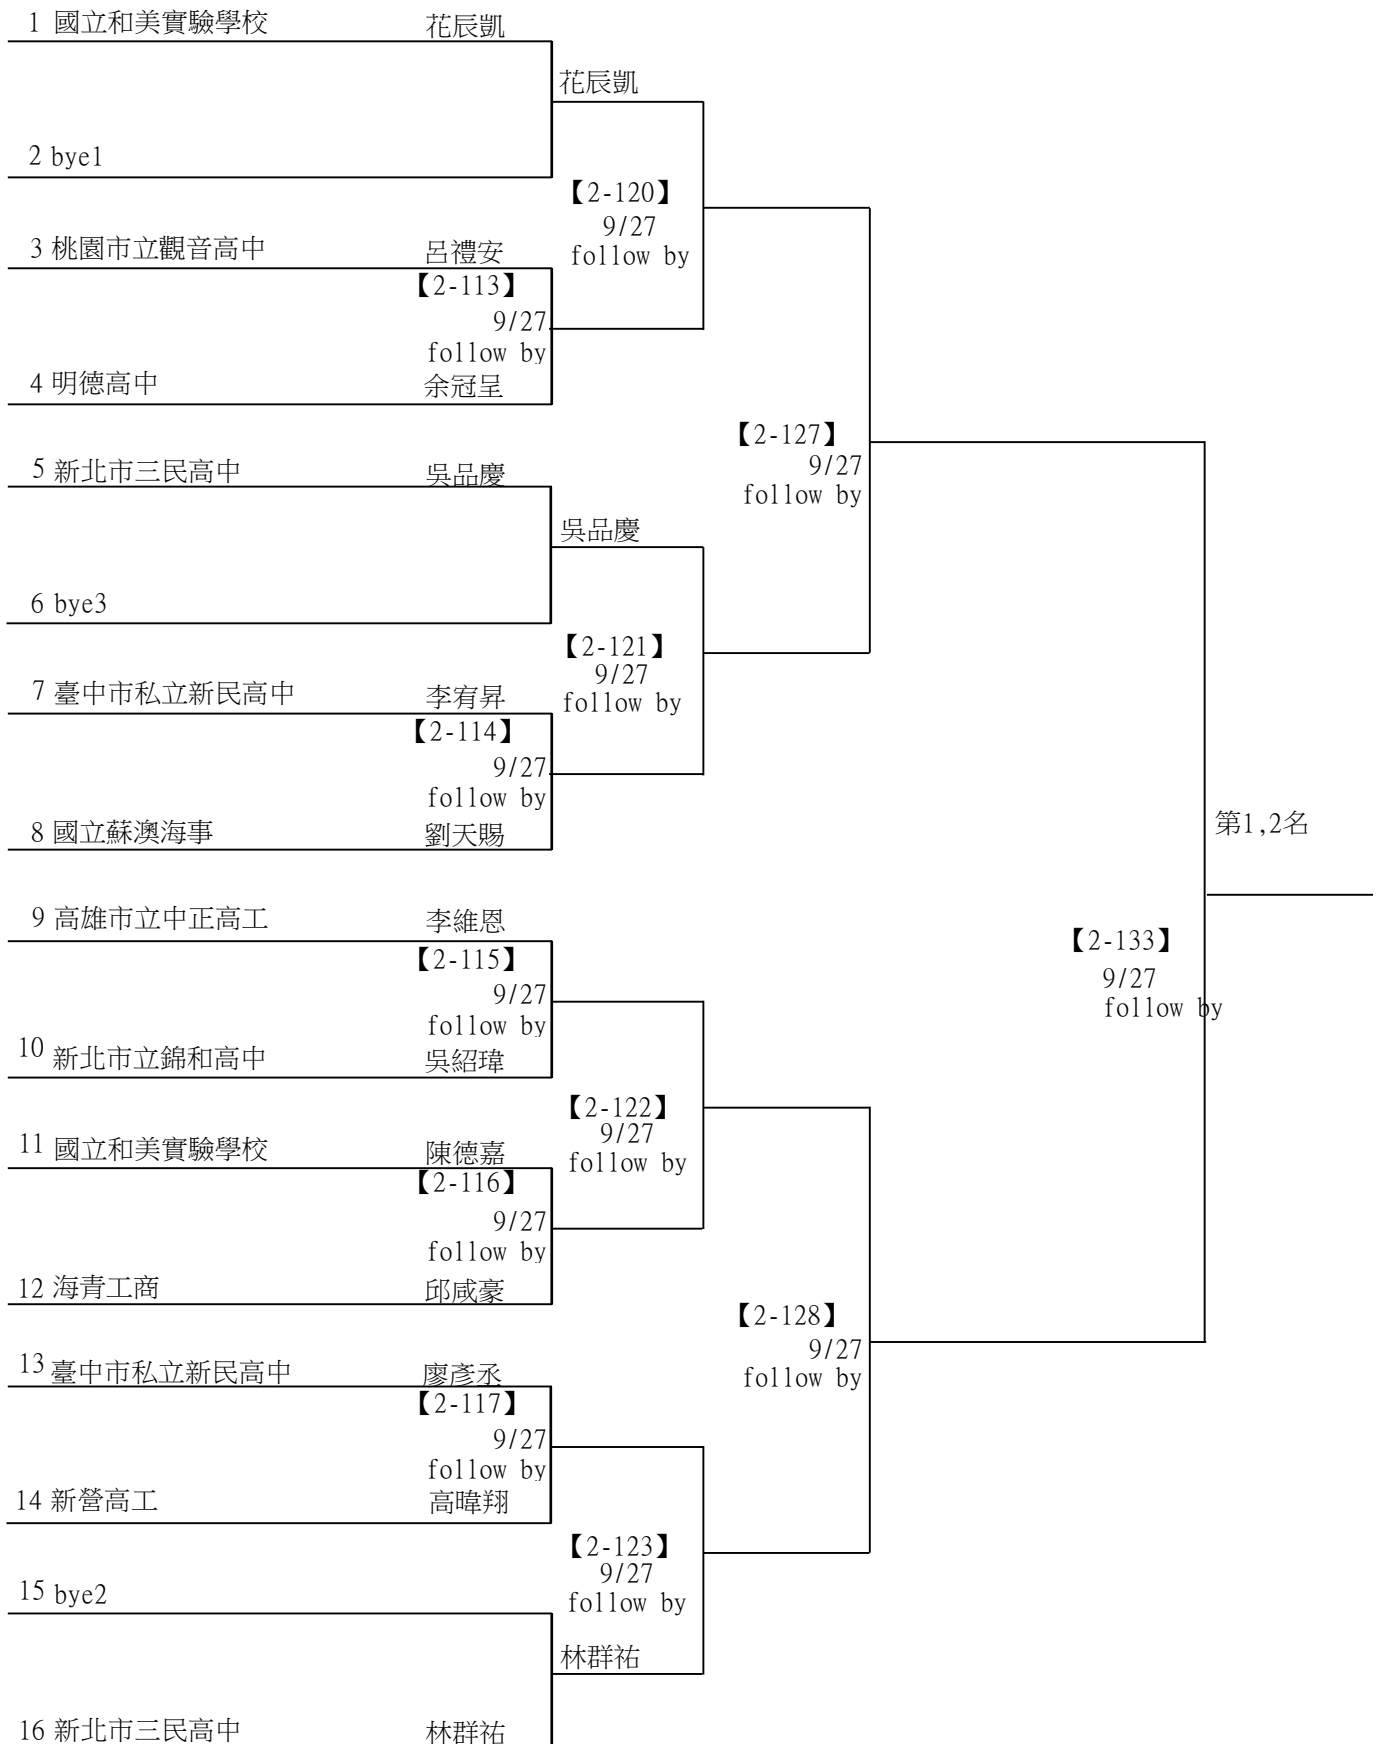 1 國立和美實驗學校 花辰凱
花辰凱
2 bye1
【2-120】
9/27
follow by
3 桃園市立觀音高中 呂禮安
【2-113】
9/27
follow by
4 明德高中 余冠呈
【2-127】
9/27
follow by
5 新北市三民高中 吳品慶
吳品慶
6 bye3
【2-121】
9/27
follow by
7 臺中市私立新民高中 李宥昇
【2-114】
9/27
follow by
8 國立蘇澳海事 劉天賜
第1,2名
9 高雄市立中正高工 李維恩
【2-115】
9/27
follow by
【2-133】
9/27
follow by
10 新北市立錦和高中 吳紹瑋
【2-122】
9/27
follow by
11 國立和美實驗學校 陳德嘉
【2-116】
9/27
follow by
12 海青工商 邱咸豪
【2-128】
9/27
follow by
13 臺中市私立新民高中 廖彥丞
【2-117】
9/27
follow by
14 新營高工 高暐翔
【2-123】
9/27
follow by
15 bye2
林群祐
16 新北市三民高中 林群祐